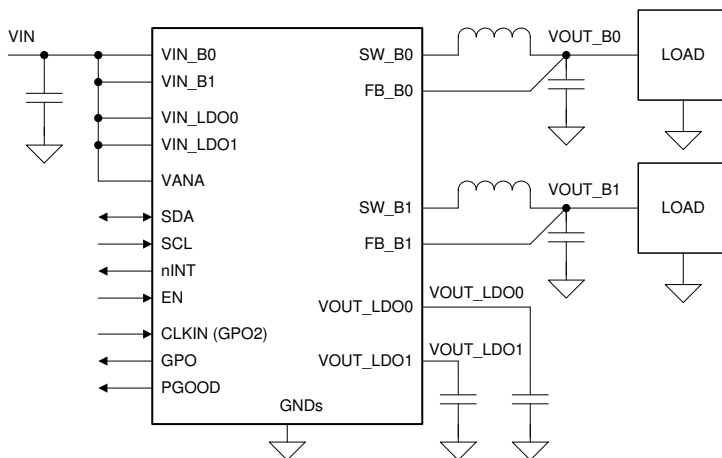 VIN
VIN_B0
VIN_B1
VIN_LDO0
VIN_LDO1
VANA
SDA
SCL
nINT
EN
CLKIN (GPO2)
GPO
PGOOD
GNDs
SW_B0
FB_B0
SW_B1
FB_B1
VOUT_LDO0
VOUT_LDO1
VOUT_B0
LOAD
VOUT_B1
LOAD
VOUT_LDO0
VOUT_LDO1